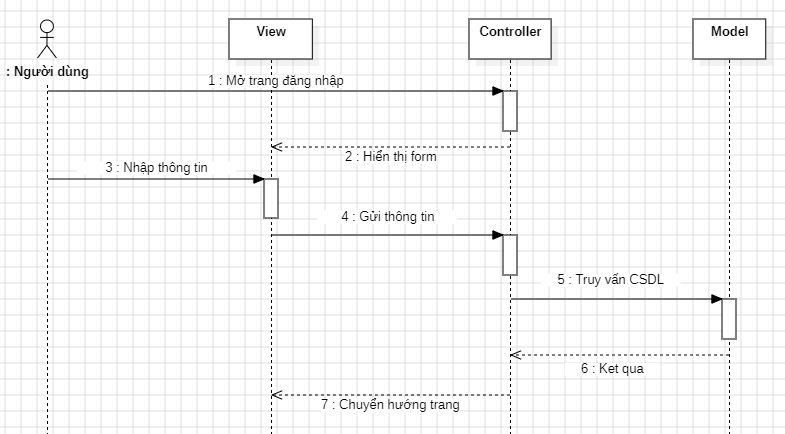 View
Controller
Model
: Người dùng
1 : Mở trang đăng nhập
2 : Hiển thị form
3 : Nhập thông tin
4 : Gửi thông tin
5 : Truy vấn CSDL
6 : Ket qua
7 : Chuyển hướng trang